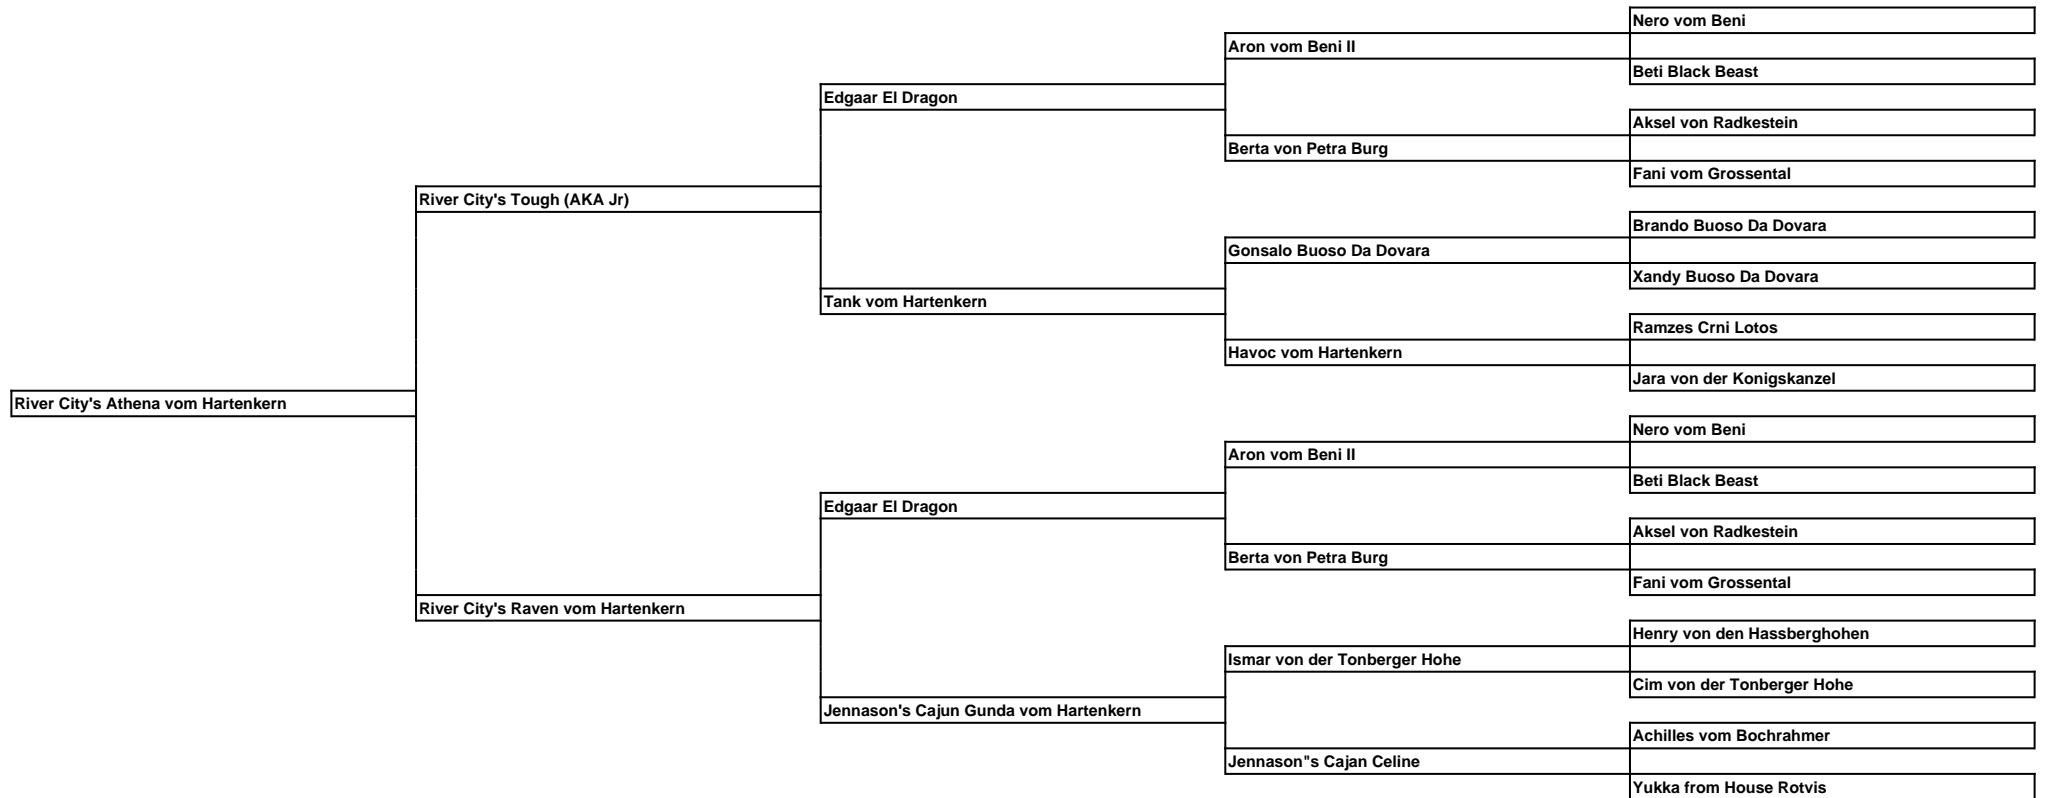 Nero vom Beni
Aron vom Beni II
Beti Black Beast
Edgaar El Dragon
Aksel von Radkestein
Berta von Petra Burg
Fani vom Grossental
River City's Tough (AKA Jr)
Brando Buoso Da Dovara
Gonsalo Buoso Da Dovara
Xandy Buoso Da Dovara
Tank vom Hartenkern
Ramzes Crni Lotos
Havoc vom Hartenkern
Jara von der Konigskanzel
River City's Athena vom Hartenkern
Nero vom Beni
Aron vom Beni II
Beti Black Beast
Edgaar El Dragon
Aksel von Radkestein
Berta von Petra Burg
Fani vom Grossental
River City's Raven vom Hartenkern
Henry von den Hassberghohen
Ismar von der Tonberger Hohe
Cim von der Tonberger Hohe
Jennason's Cajun Gunda vom Hartenkern
Achilles vom Bochrahmer
Jennason"s Cajan Celine
Yukka from House Rotvis